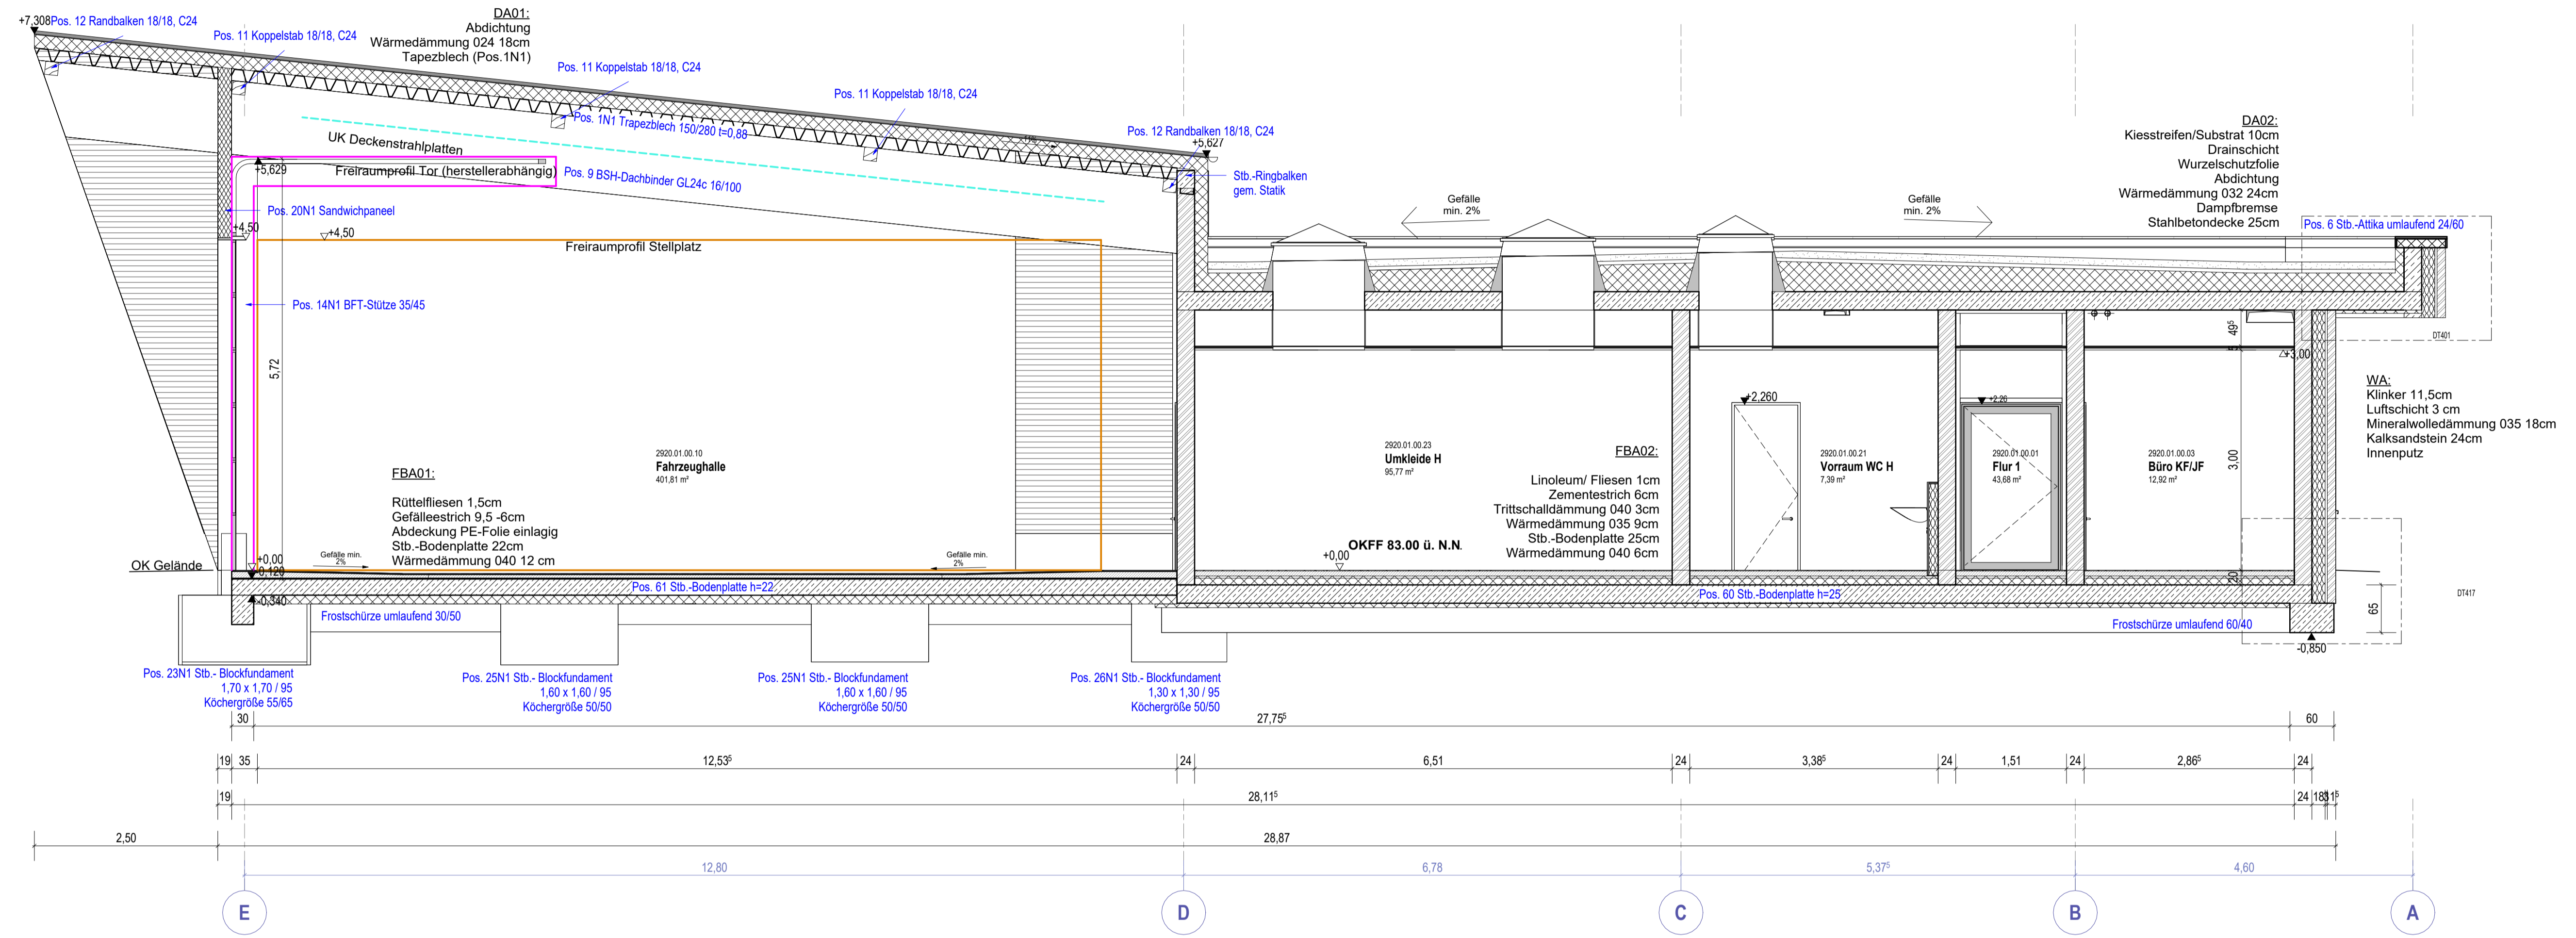 +7,308
Pos. 12 Randbalken 18/18, C24
Pos. 11 Koppelstab 18/18, C24
DA01:
Abdichtung
Wärmedämmung 024 18cm
Tapezblech (Pos.1N1)
Pos. 11 Koppelstab 18/18, C24
Pos. 11 Koppelstab 18/18, C24
Pos. 1N1 Trapezblech 150/280 t=0,88
Pos. 12 Randbalken 18/18, C24
+5,627
UK Deckenstrahlplatten
+5,629
Freiraumprofil Tor (herstellerabhängig)
Pos. 9 BSH-Dachbinder GL24c 16/100
Stb.-Ringbalken
gem. Statik
Pos. 20N1 Sandwichpaneel
+4,50
+4,50
Freiraumprofil Stellplatz
Pos. 14N1 BFT-Stütze 35/45
5,72
Gefälle
min. 2%
Gefälle
min. 2%
DA02:
Kiesstreifen/Substrat 10cm
Drainschicht
Wurzelschutzfolie
Abdichtung
Wärmedämmung 032 24cm
Dampfbremse
Stahlbetondecke 25cm
Pos. 6 Stb.-Attika umlaufend 24/60
DT401
49⁵
+3,00
3,00
20
WA:
Klinker 11,5cm
Luftschicht 3 cm
Mineralwolledämmung 035 18cm
Kalksandstein 24cm
Innenputz
+2,260
+2,26
2920.01.00.10
Fahrzeughalle
401,81 m²
2920.01.00.23
Umkleide H
95,77 m²
2920.01.00.21
Vorraum WC H
7,39 m²
2920.01.00.01
Flur 1
43,68 m²
2920.01.00.03
Büro KF/JF
12,92 m²
FBA01:
Rüttelfliesen 1,5cm
Gefälleestrich 9,5 -6cm
Abdeckung PE-Folie einlagig
Stb.-Bodenplatte 22cm
Wärmedämmung 040 12 cm
FBA02:
Linoleum/ Fliesen 1cm
Zementestrich 6cm
Trittschalldämmung 040 3cm
Wärmedämmung 035 9cm
Stb.-Bodenplatte 25cm
Wärmedämmung 040 6cm
OKFF 83.00 ü. N.N.
+0,00
OK Gelände
+0,00
-0,120
-0,340
Gefälle min.
2%
Gefälle min.
2%
Pos. 61 Stb.-Bodenplatte h=22
Pos. 60 Stb.-Bodenplatte h=25
DT417
65
-0,850
Frostschürze umlaufend 30/50
Frostschürze umlaufend 60/40
Pos. 23N1 Stb.- Blockfundament
1,70 x 1,70 / 95
Köchergröße 55/65
Pos. 25N1 Stb.- Blockfundament
1,60 x 1,60 / 95
Köchergröße 50/50
Pos. 25N1 Stb.- Blockfundament
1,60 x 1,60 / 95
Köchergröße 50/50
Pos. 26N1 Stb.- Blockfundament
1,30 x 1,30 / 95
Köchergröße 50/50
30 27,75⁵ 60
19 35 12,53⁵ 24 6,51 24 3,38⁵ 24 1,51 24 2,86⁵ 24
19 28,11⁵ 24 18
2,50 28,87
12,80 6,78 5,37⁵ 4,60
E D C B A